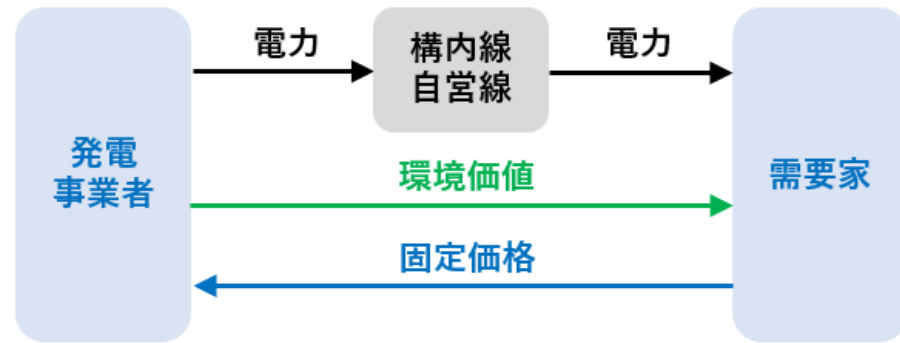 電力
構内線
自営線
電力
発電
事業者
環境価値
需要家
固定価格